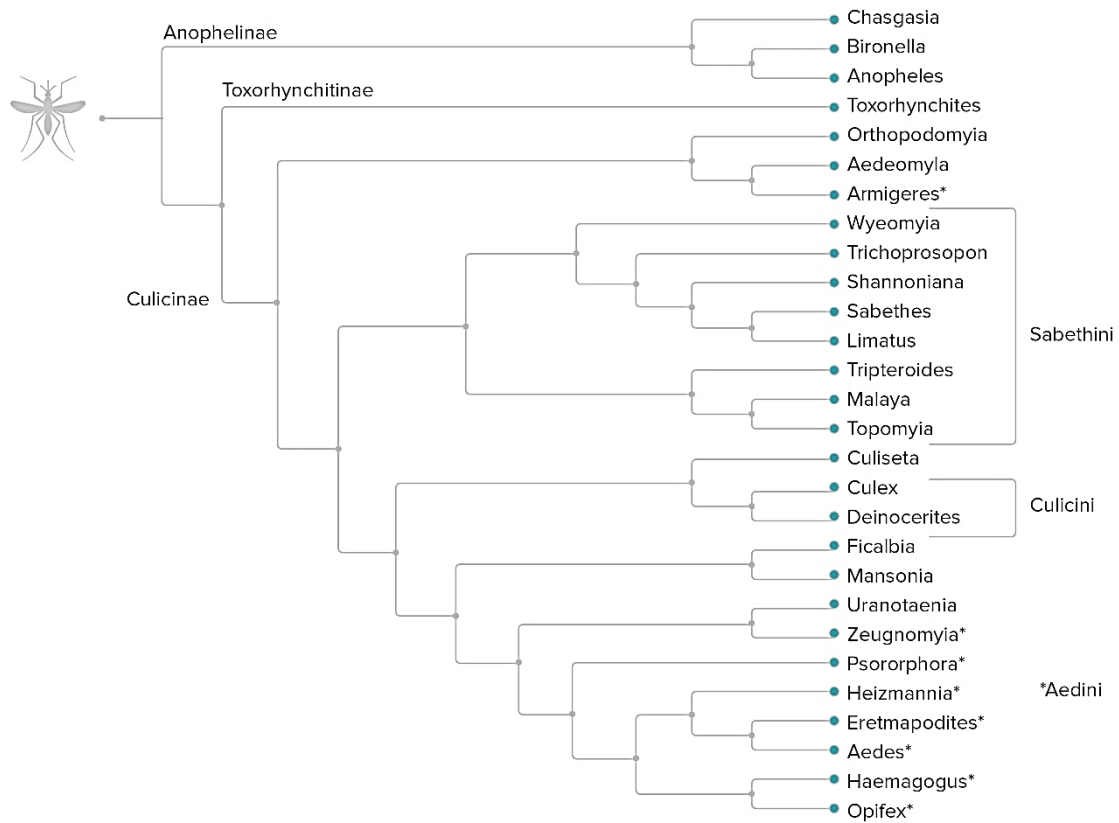 Anophelinae
Toxorhynchitinae
Culicinae
Chasgasia
Bironella
Anopheles
Toxorhynchites
Orthopodomyia
Aedeomyla
Armigeres*
Wyeomyia
Trichoprosopon
Shannoniana
Sabethes
Limatus
Tripteroides
Malaya
Topomyia
Culiseta
Culex
Deinocerites
Ficalbia
Mansonia
Uranotaenia
Zeugnomyia*
Psororphora*
Heizmannia*
Eretmapodites*
Aedes*
Haemagogus*
Opifex*
Sabethini
Culicini
*Aedini